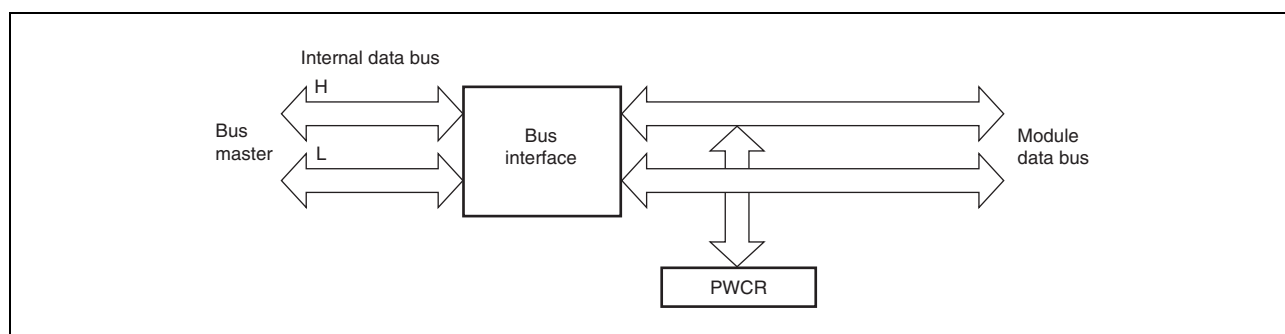 Internal data bus
H
Bus
master
L
Bus
interface
Module
data bus
PWCR